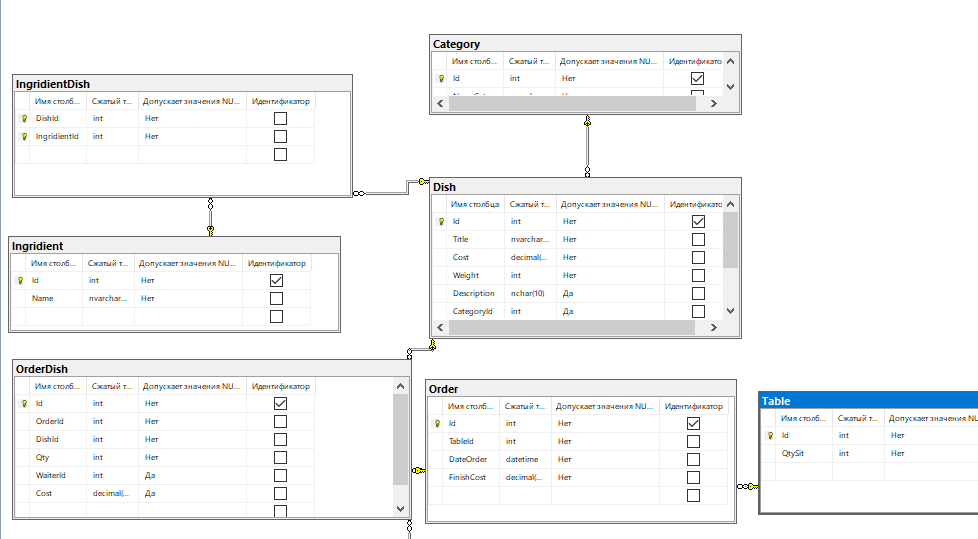 Category
Имя столб... Сжатый т... Допускает значения NU... Идентификатор
Id int Нет
IngridientDish
Имя столб... Сжатый т... Допускает значения NU... Идентификатор
DishId int Нет
IngridientId int Нет
Dish
Имя столбца Сжатый т... Допускает значения NU... Идентификатс
Id int Нет
Title nvarchar... Нет
Cost decimal(... Нет
Weight int Нет
Description nchar(10) Да
CategoryId int Да
Ingridient
Имя столб... Сжатый т... Допускает значения NU... Идентификатор
Id int Нет
Name nvarchar... Нет
OrderDish
Имя столб... Сжатый т... Допускает значения NU... Идентификатор
Id int Нет
OrderId int Нет
DishId int Нет
Qty int Нет
WaiterId int Да
Cost decimal(... Да
Order
Имя столб... Сжатый т... Допускает значения NU... Идентификатор
Id int Нет
TableId int Нет
DateOrder datetime Нет
FinishCost decimal(... Нет
Table
Имя столб... Сжатый т... Допускает значения NU
Id int Нет
QtySit int Нет